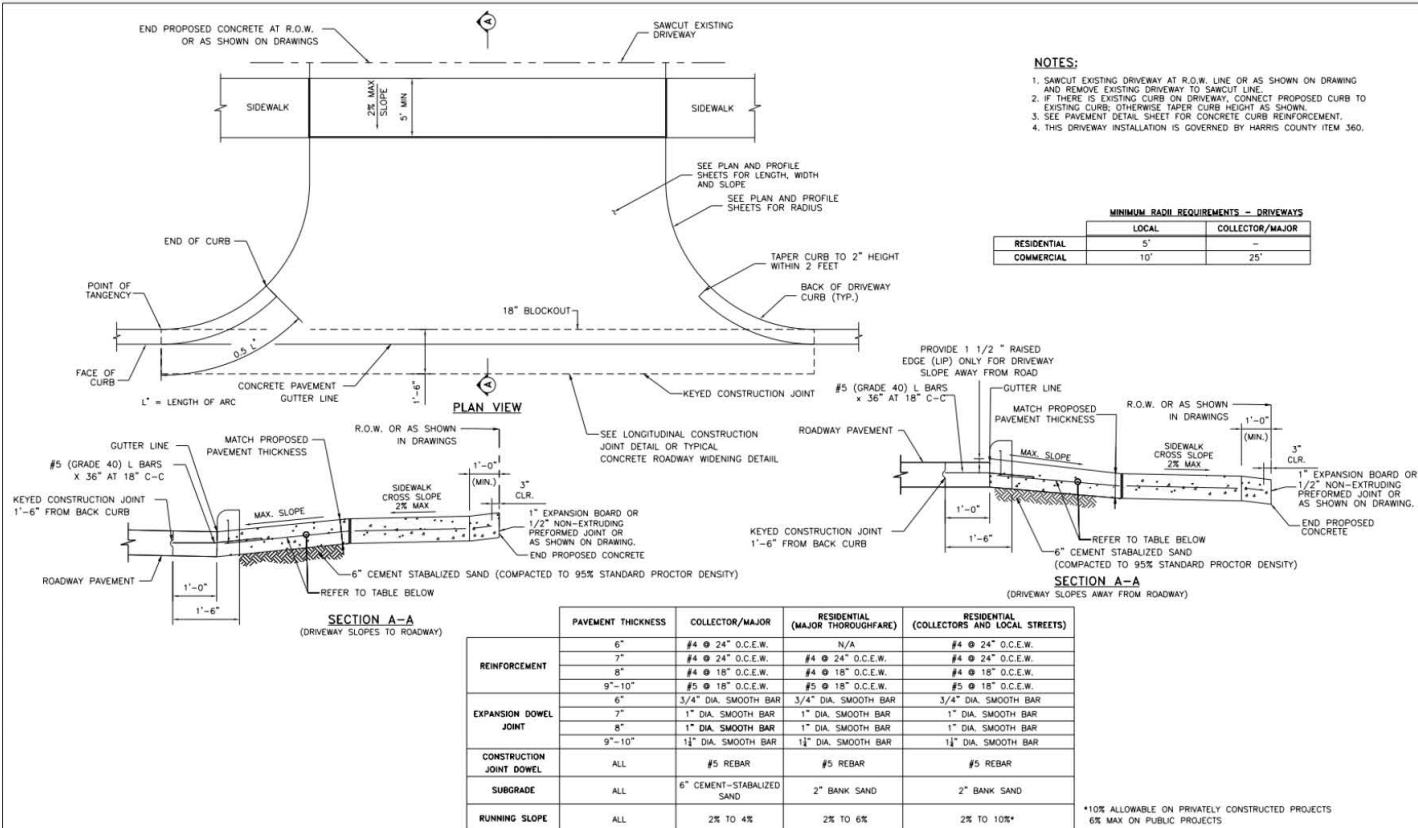 END PROPOSED CONCRETE AT R.O.W.
OR AS SHOWN ON DRAWINGS
A
SAWCUT EXISTING
DRIVEWAY
SIDEWALK
2% MAX
SLOPE
5' MIN
SIDEWALK
SEE PLAN AND PROFILE
SHEETS FOR LENGTH, WIDTH
AND SLOPE
SEE PLAN AND PROFILE
SHEETS FOR RADIUS
END OF CURB
TAPER CURB TO 2" HEIGHT
WITHIN 2 FEET
POINT OF
TANGENCY
BACK OF DRIVEWAY
CURB (TYP.)
18" BLOCKOUT
0.5 L*
FACE OF
CURB
CONCRETE PAVEMENT
GUTTER LINE
1'-6"
A
KEYED CONSTRUCTION JOINT
L* = LENGTH OF ARC
PLAN VIEW
SEE LONGITUDINAL CONSTRUCTION
JOINT DETAIL OR TYPICAL
CONCRETE ROADWAY WIDENING DETAIL
NOTES:
1. SAWCUT EXISTING DRIVEWAY AT R.O.W. LINE OR AS SHOWN ON DRAWING
AND REMOVE EXISTING DRIVEWAY TO SAWCUT LINE.
2. IF THERE IS EXISTING CURB ON DRIVEWAY, CONNECT PROPOSED CURB TO
EXISTING CURB; OTHERWISE TAPER CURB HEIGHT AS SHOWN.
3. SEE PAVEMENT DETAIL SHEET FOR CONCRETE CURB REINFORCEMENT.
4. THIS DRIVEWAY INSTALLATION IS GOVERNED BY HARRIS COUNTY ITEM 360.
MINIMUM RADII REQUIREMENTS - DRIVEWAYS
LOCAL COLLECTOR/MAJOR
RESIDENTIAL 5' -
COMMERCIAL 10' 25'
R.O.W. OR AS SHOWN
IN DRAWINGS
GUTTER LINE
MATCH PROPOSED
PAVEMENT THICKNESS
#5 (GRADE 40) L BARS
X 36" AT 18" C-C
KEYED CONSTRUCTION JOINT
1'-6" FROM BACK CURB
MAX. SLOPE
SIDEWALK
CROSS SLOPE
2% MAX
1'-0"
(MIN.)
3"
CLR.
1" EXPANSION BOARD OR
1/2" NON-EXTRUDING
PREFORMED JOINT OR
AS SHOWN ON DRAWING.
END PROPOSED CONCRETE
6" CEMENT STABALIZED SAND (COMPACTED TO 95% STANDARD PROCTOR DENSITY)
ROADWAY PAVEMENT
1'-0"
REFER TO TABLE BELOW
1'-6"
SECTION A-A
(DRIVEWAY SLOPES TO ROADWAY)
PROVIDE 1 1/2 " RAISED
EDGE (LIP) ONLY FOR DRIVEWAY
SLOPE AWAY FROM ROAD
#5 (GRADE 40) L BARS
x 36" AT 18" C-C
GUTTER LINE
MATCH PROPOSED
PAVEMENT THICKNESS
R.O.W. OR AS SHOWN
IN DRAWINGS
ROADWAY PAVEMENT
MAX. SLOPE
SIDEWALK
CROSS SLOPE
2% MAX
1'-0"
(MIN.)
3"
CLR.
1" EXPANSION BOARD OR
1/2" NON-EXTRUDING
PREFORMED JOINT OR
AS SHOWN ON DRAWING.
END PROPOSED
CONCRETE
KEYED CONSTRUCTION JOINT
1'-6" FROM BACK CURB
1'-0"
1'-6"
REFER TO TABLE BELOW
6" CEMENT STABALIZED SAND
(COMPACTED TO 95% STANDARD PROCTOR DENSITY)
SECTION A-A
(DRIVEWAY SLOPES AWAY FROM ROADWAY)
PAVEMENT THICKNESS COLLECTOR/MAJOR RESIDENTIAL (MAJOR THOROUGHFARE) RESIDENTIAL (COLLECTORS AND LOCAL STREETS)
REINFORCEMENT
6" #4 @ 24" O.C.E.W. N/A #4 @ 24" O.C.E.W.
7" #4 @ 24" O.C.E.W. #4 @ 24" O.C.E.W. #4 @ 24" O.C.E.W.
8" #4 @ 18" O.C.E.W. #4 @ 18" O.C.E.W. #4 @ 18" O.C.E.W.
9"-10" #5 @ 18" O.C.E.W. #5 @ 18" O.C.E.W. #5 @ 18" O.C.E.W.
EXPANSION DOWEL JOINT
6" 3/4" DIA. SMOOTH BAR 3/4" DIA. SMOOTH BAR 3/4" DIA. SMOOTH BAR
7" 1" DIA. SMOOTH BAR 1" DIA. SMOOTH BAR 1" DIA. SMOOTH BAR
8" 1" DIA. SMOOTH BAR 1" DIA. SMOOTH BAR 1" DIA. SMOOTH BAR
9"-10" 1¼" DIA. SMOOTH BAR 1¼" DIA. SMOOTH BAR 1¼" DIA. SMOOTH BAR
CONSTRUCTION JOINT DOWEL ALL #5 REBAR #5 REBAR #5 REBAR
SUBGRADE ALL 6" CEMENT-STABALIZED SAND 2" BANK SAND 2" BANK SAND
RUNNING SLOPE ALL 2% TO 4% 2% TO 6% 2% TO 10%*
*10% ALLOWABLE ON PRIVATELY CONSTRUCTED PROJECTS
6% MAX ON PUBLIC PROJECTS